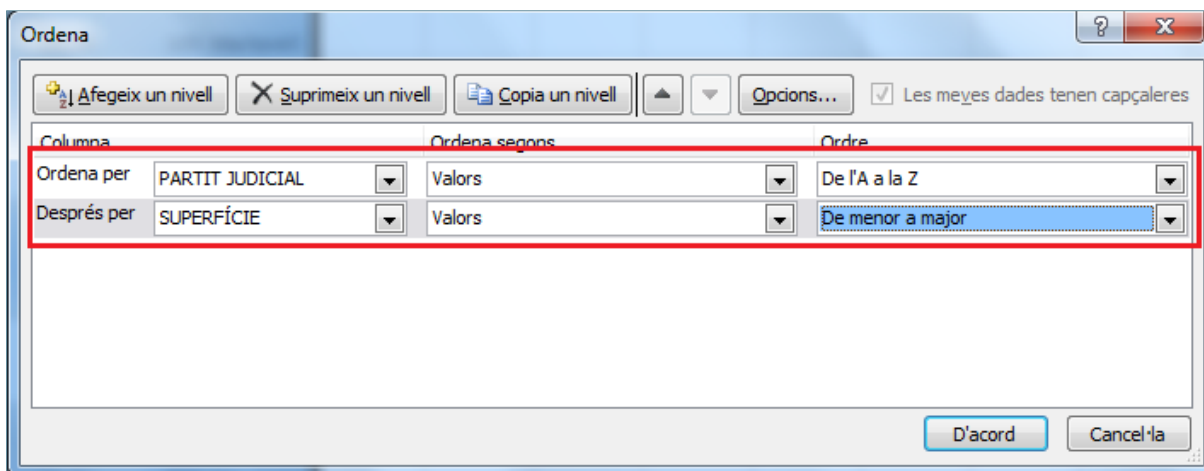 Ordena
Afegeix un nivell Suprimeix un nivell Copia un nivell Opcions... Les meves dades tenen capçaleres
Columna Ordena segons Ordre
Ordena per PARTIT JUDICIAL Valors De l'A a la Z
Després per SUPERFÍCIE Valors De menor a major
D'acord Cancel·la